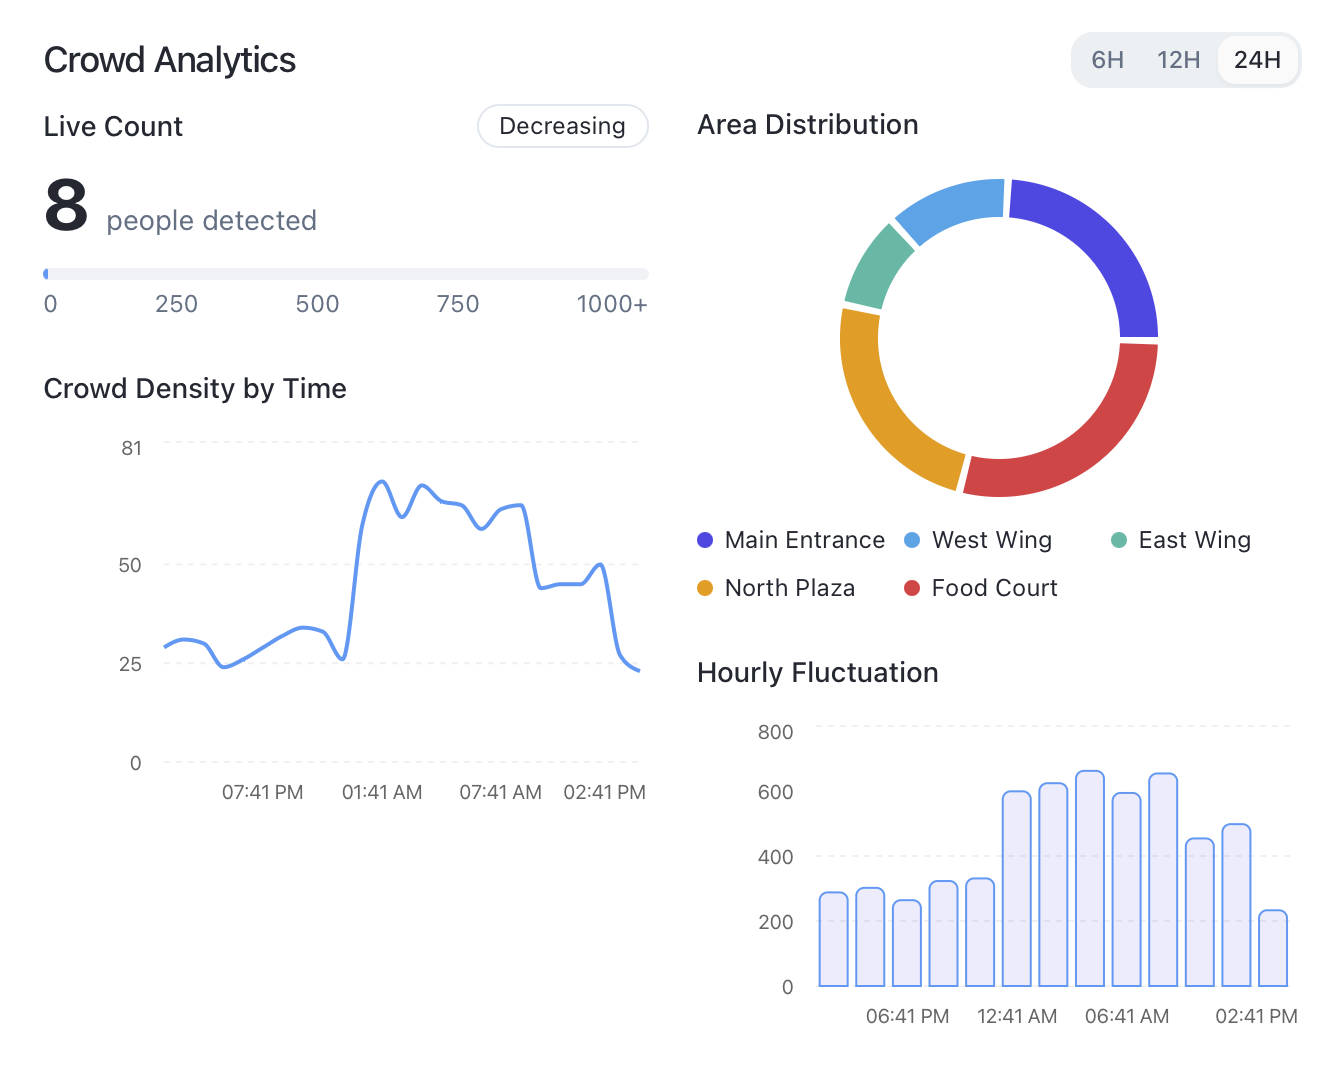 Crowd Analytics
6H 12H 24H
Live Count
Decreasing
8 people detected
0 250 500 750 1000+
Crowd Density by Time
81
50
25
0
07:41 PM 01:41 AM 07:41 AM 02:41 PM
Area Distribution
Main Entrance West Wing East Wing
North Plaza Food Court
Hourly Fluctuation
800
600
400
200
0
06:41 PM 12:41 AM 06:41 AM 02:41 PM